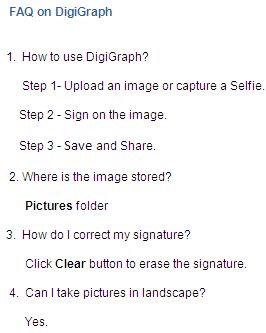 FAQ on DigiGraph
1. How to use DigiGraph?
Step 1- Upload an image or capture a Selfie.
Step 2 - Sign on the image.
Step 3 - Save and Share.
2. Where is the image stored?
Pictures folder
3. How do I correct my signature?
Click Clear button to erase the signature.
4. Can I take pictures in landscape?
Yes.